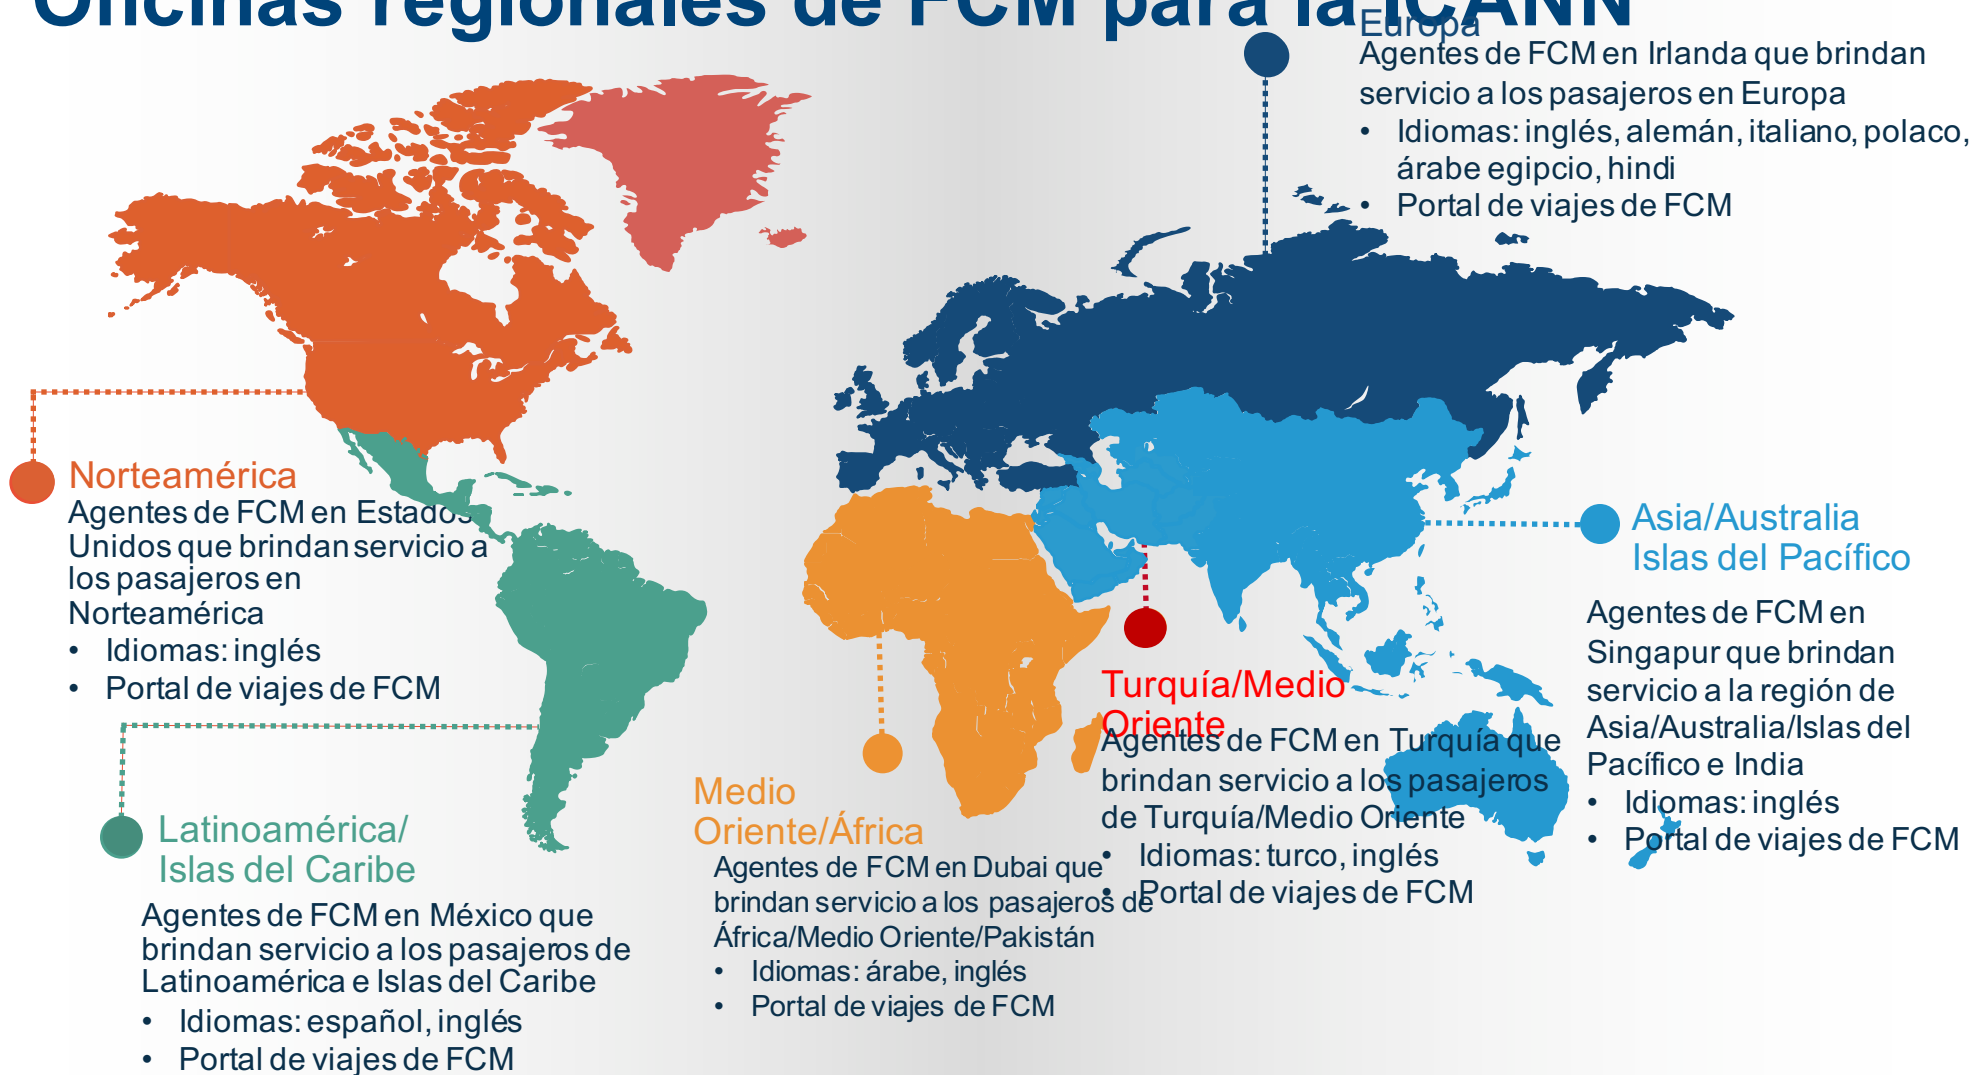 Oficinas regionales de FCM para la ICANN
Europa
Agentes de FCM en Irlanda que brindan
servicio a los pasajeros en Europa
• Idiomas: inglés, alemán, italiano, polaco,
árabe egipcio, hindi
• Portal de viajes de FCM
Norteamérica
Agentes de FCM en Estados
Unidos que brindan servicio a
los pasajeros en
Norteamérica
• Idiomas: inglés
• Portal de viajes de FCM
Asia/Australia
Islas del Pacífico
Agentes de FCM en
Singapur que brindan
servicio a la región de
Asia/Australia/Islas del
Pacífico e India
• Idiomas: inglés
• Portal de viajes de FCM
Turquía/Medio
Oriente
Agentes de FCM en Turquía que
brindan servicio a los pasajeros
de Turquía/Medio Oriente
• Idiomas: turco, inglés
• Portal de viajes de FCM
Medio
Oriente/África
Agentes de FCM en Dubai que
brindan servicio a los pasajeros de
África/Medio Oriente/Pakistán
• Idiomas: árabe, inglés
• Portal de viajes de FCM
Latinoamérica/
Islas del Caribe
Agentes de FCM en México que
brindan servicio a los pasajeros de
Latinoamérica e Islas del Caribe
• Idiomas: español, inglés
• Portal de viajes de FCM